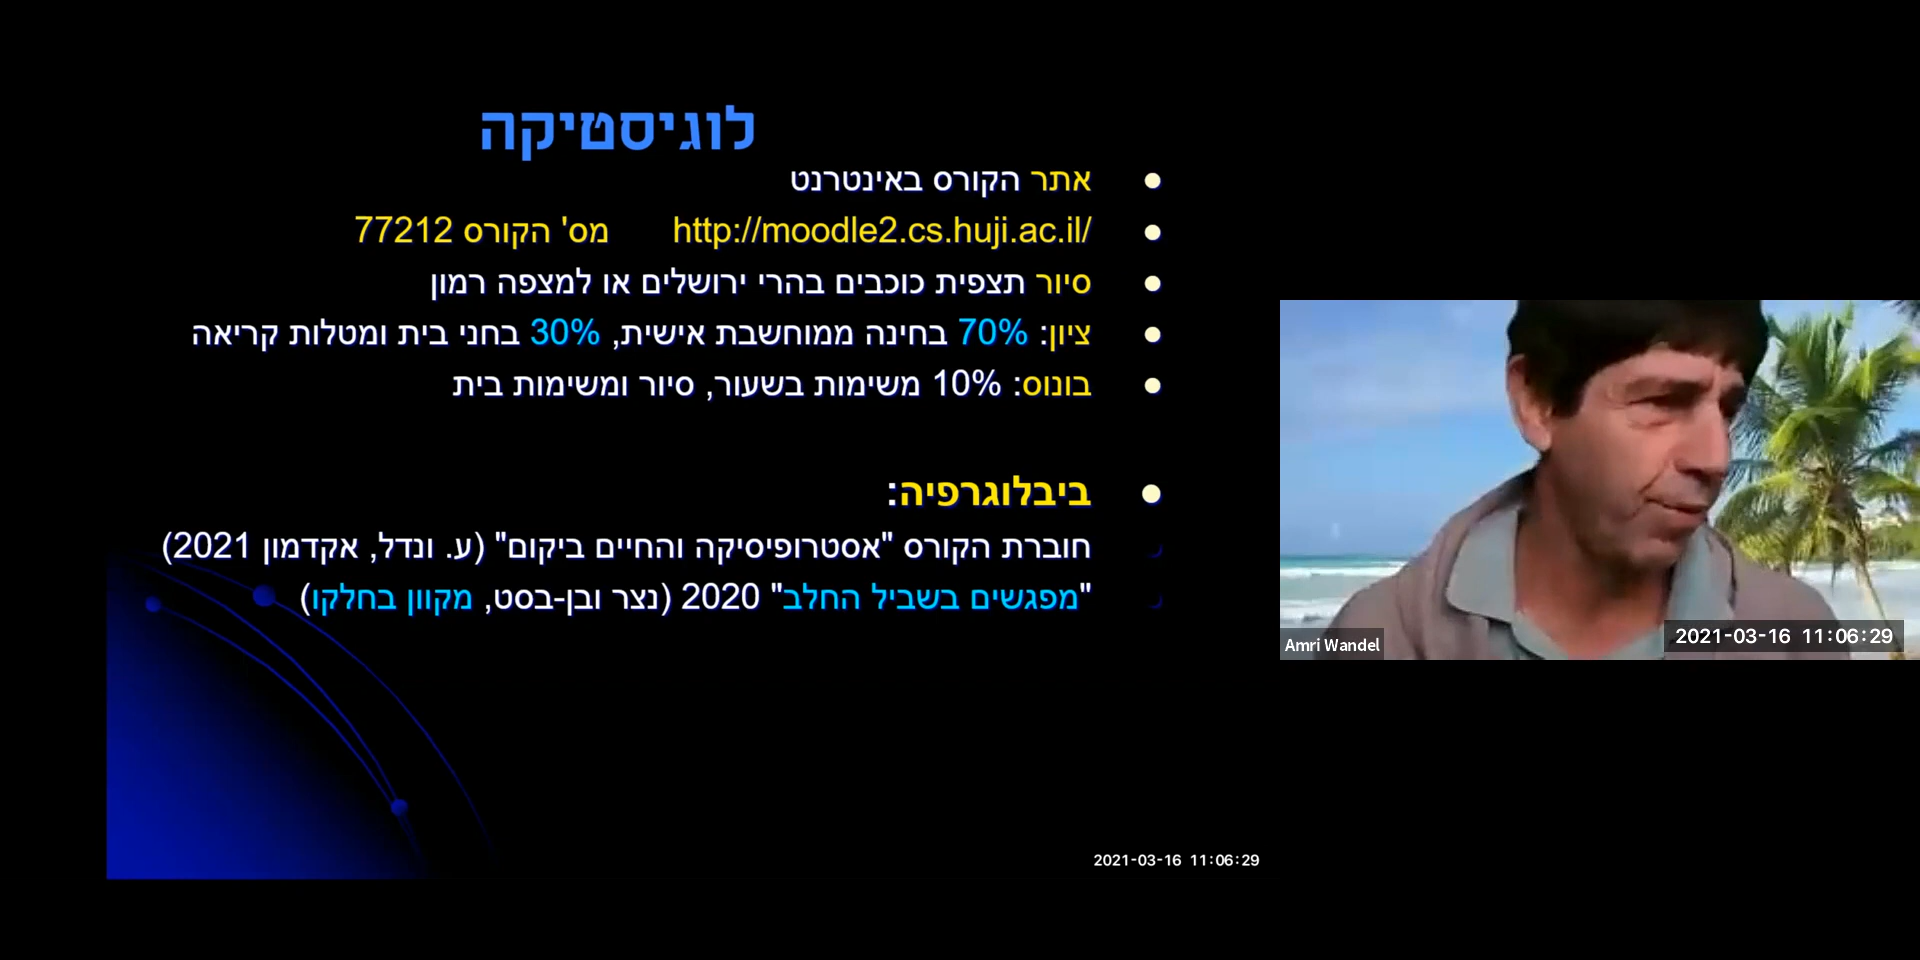 לוגיסטיקה
אתר הקורס באינטרנט
http://moodle2.cs.huji.ac.il/ מס' הקורס 77212
סיור תצפית כוכבים בהרי ירושלים או למצפה רמון
ציון: 70% בחינה ממוחשבת אישית, 30% בחני בית ומטלות קריאה
בונוס: 10% משימות בשעור, סיור ומשימות בית
ביבלוגרפיה:
חוברת הקורס "אסטרופיסיקה והחיים ביקום" (ע. ונדל, אקדמון 2021)
"מפגשים בשביל החלב" 2020 (נצר ובן-בסט, מקוון בחלקו)
Amri Wandel
2021-03-16 11:06:29
2021-03-16 11:06:29